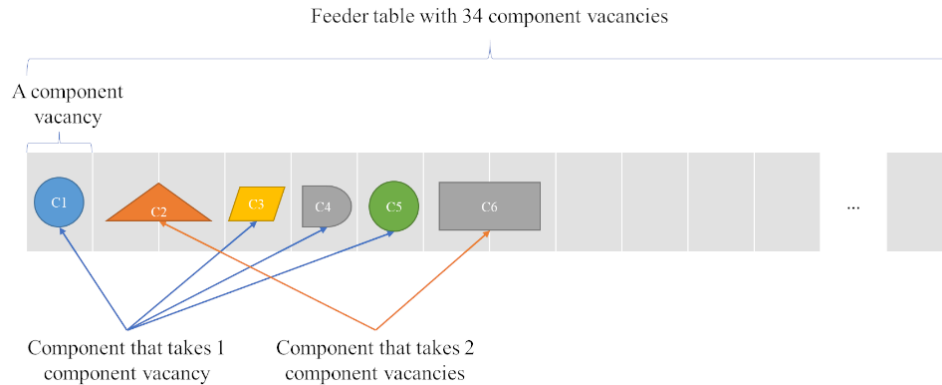 Feeder table with 34 component vacancies
A component
vacancy
C1
C2
C3
C4
C5
C6
...
Component that takes 1
component vacancy
Component that takes 2
component vacancies